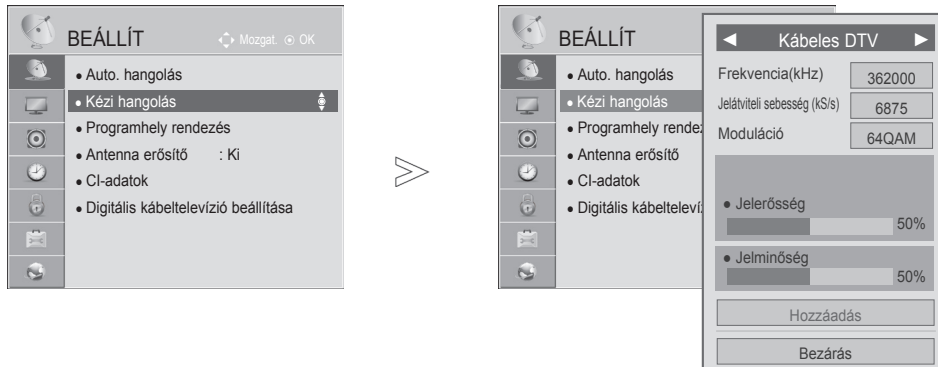 BEÁLLÍT
Mozgat. OK
• Auto. hangolás
• Kézi hangolás
• Programhely rendezés
• Antenna erősítő : Ki
• CI-adatok
• Digitális kábeltelevízió beállítása
BEÁLLÍT
• Auto. hangolás
• Kézi hangolás
• Programhely rende
• Antenna erősítő
• CI-adatok
• Digitális kábeltelev
◄ Kábeles DTV ►
Frekvencia(kHz) 362000
Jelátviteli sebesség (kS/s) 6875
Moduláció 64QAM
• Jelerősség
50%
• Jelminőség
50%
Hozzáadás
Bezárás